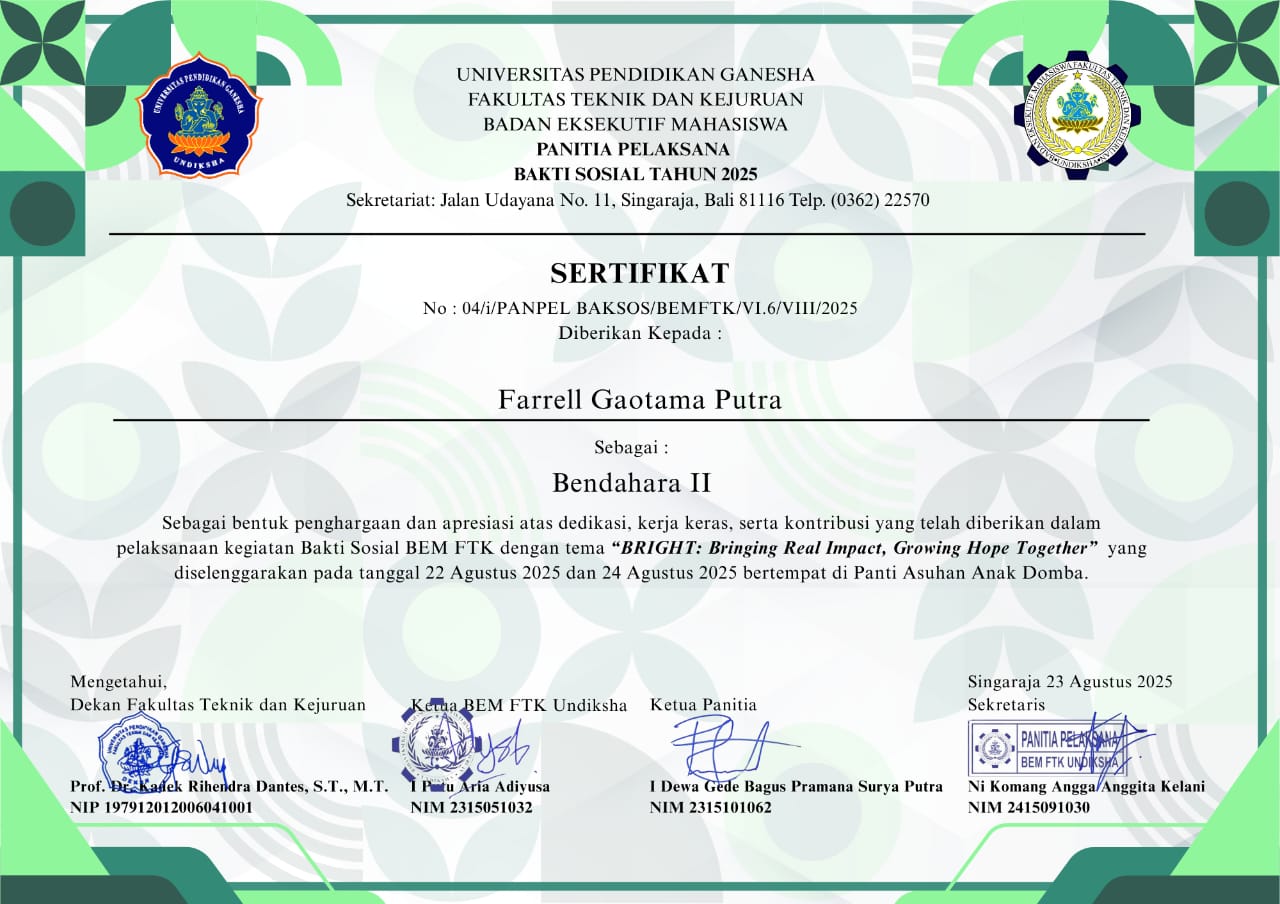 UNIVERSITAS PENDIDIKAN GANESHA
FAKULTAS TEKNIK DAN KEJURUAN
BADAN EKSEKUTIF MAHASISWA
PANITIA PELAKSANA
BAKTI SOSIAL TAHUN 2025
Sekretariat: Jalan Udayana No. 11, Singaraja, Bali 81116 Telp. (0362) 22570
UNIVERSITAS PENDIDIKAN GANESHA
UNDIKSHA
BADAN EKSEKUTIF MAHASISWA FAKULTAS TEKNIK DAN KEJURUAN
UNDIKSHA
SERTIFIKAT
No : 04/i/PANPEL BAKSOS/BEMFTK/VI.6/VIII/2025
Diberikan Kepada :
Farrell Gaotama Putra
Sebagai :
Bendahara II
Sebagai bentuk penghargaan dan apresiasi atas dedikasi, kerja keras, serta kontribusi yang telah diberikan dalam
pelaksanaan kegiatan Bakti Sosial BEM FTK dengan tema “BRIGHT: Bringing Real Impact, Growing Hope Together” yang
diselenggarakan pada tanggal 22 Agustus 2025 dan 24 Agustus 2025 bertempat di Panti Asuhan Anak Domba.
Mengetahui,
Dekan Fakultas Teknik dan Kejuruan
Prof. Dr. Kadek Rihendra Dantes, S.T., M.T.
NIP 197912012006041001
Ketua BEM FTK Undiksha
I Putu Aria Adiyusa
NIM 2315051032
Ketua Panitia
I Dewa Gede Bagus Pramana Surya Putra
NIM 2315101062
Singaraja 23 Agustus 2025
Sekretaris
PANITIA PELAKSANA
BEM FTK UNDIKSHA
Ni Komang Angga Anggita Kelani
NIM 2415091030